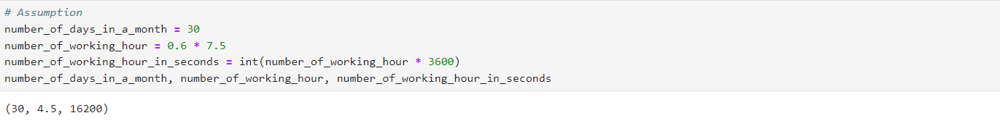 # Assumption
number_of_days_in_a_month = 30
number_of_working_hour = 0.6 * 7.5
number_of_working_hour_in_seconds = int(number_of_working_hour * 3600)
number_of_days_in_a_month, number_of_working_hour, number_of_working_hour_in_seconds
(30, 4.5, 16200)